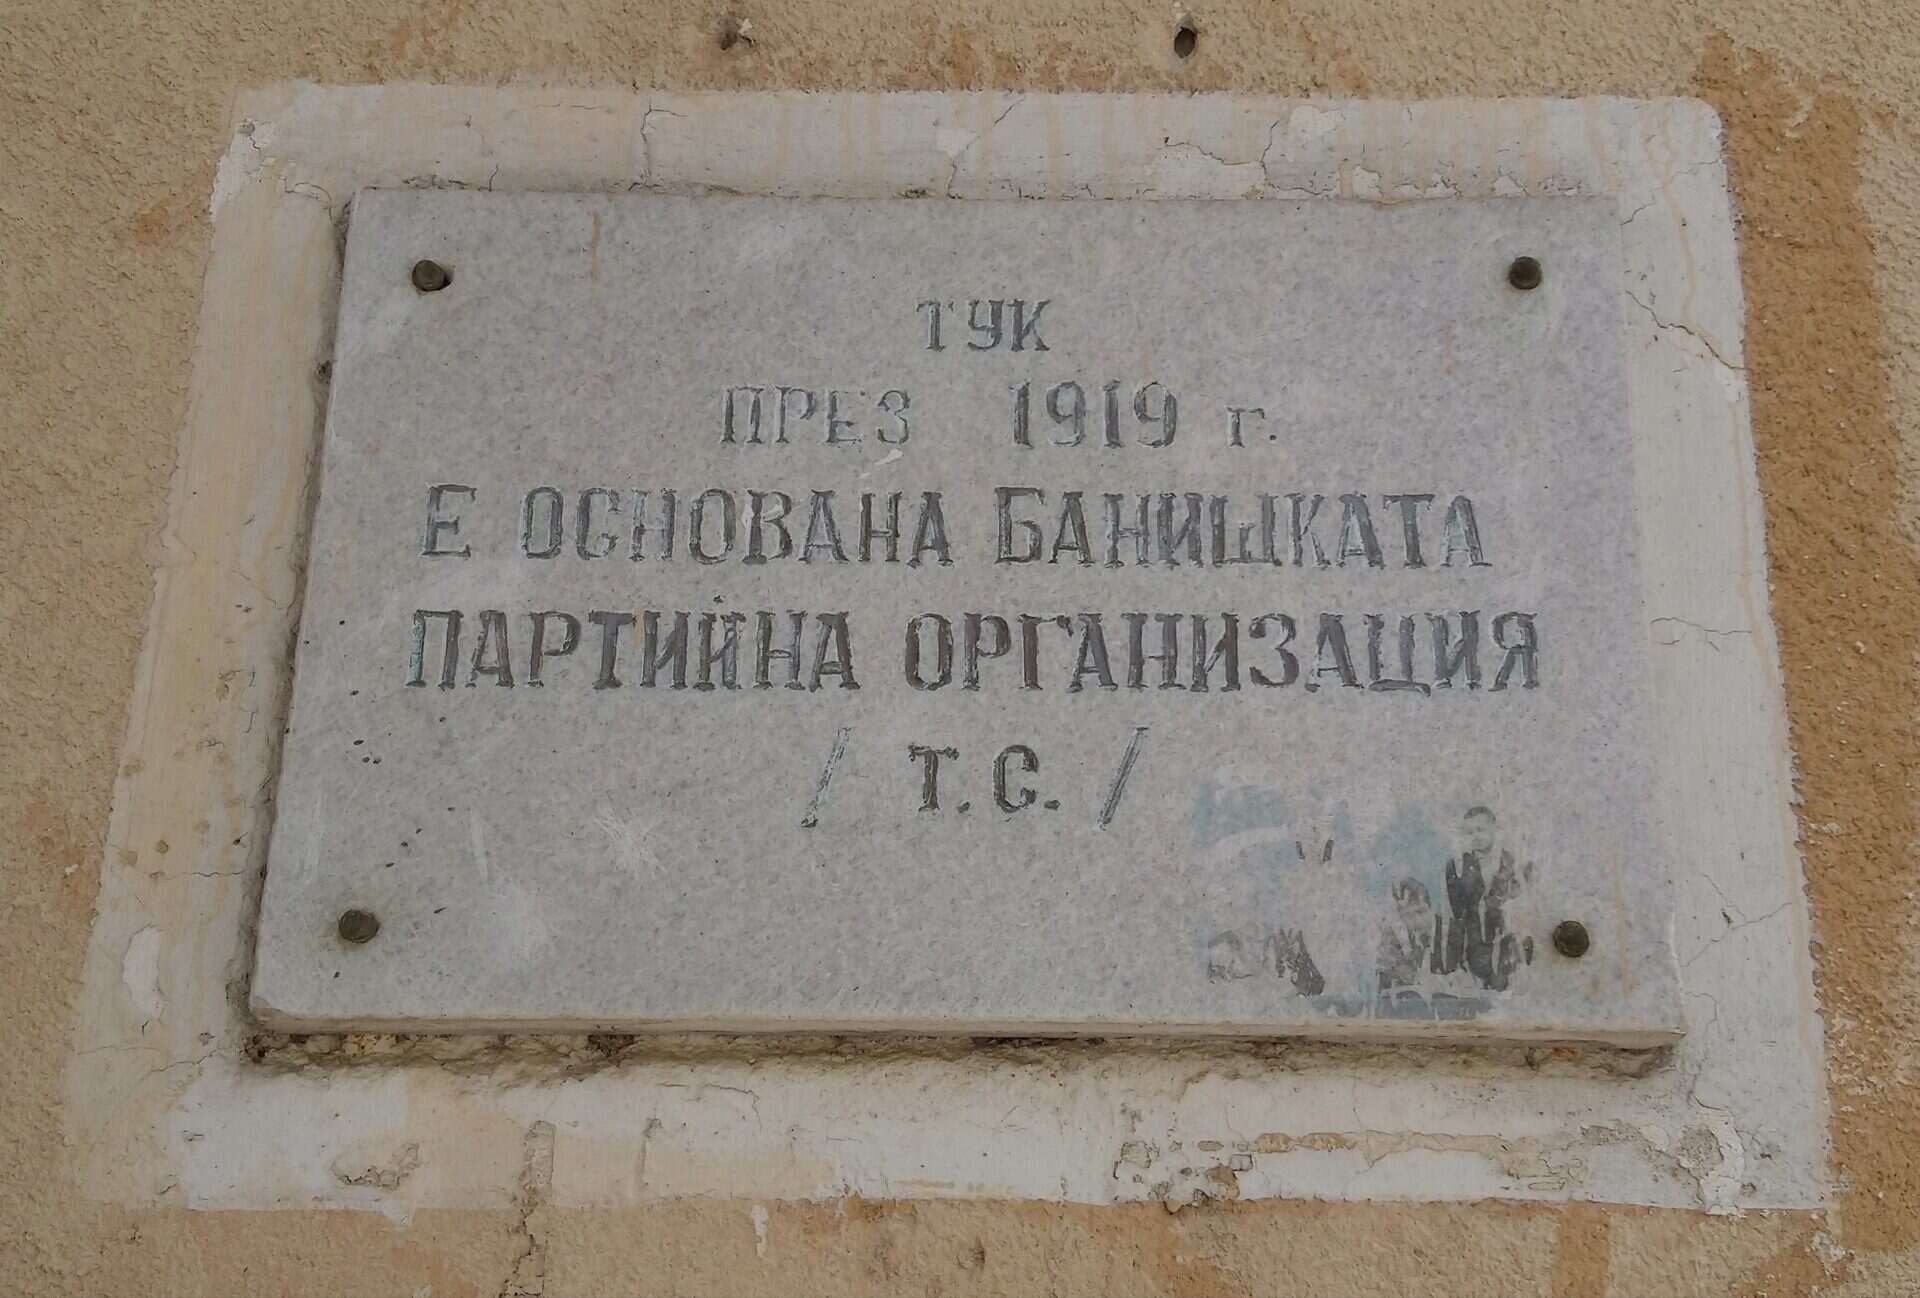 ТУК
ПРЕЗ 1919 г.
Е ОСНОВАНА БАНИШКАТА
ПАРТИЙНА ОРГАНИЗАЦИЯ
/ Т.С. /